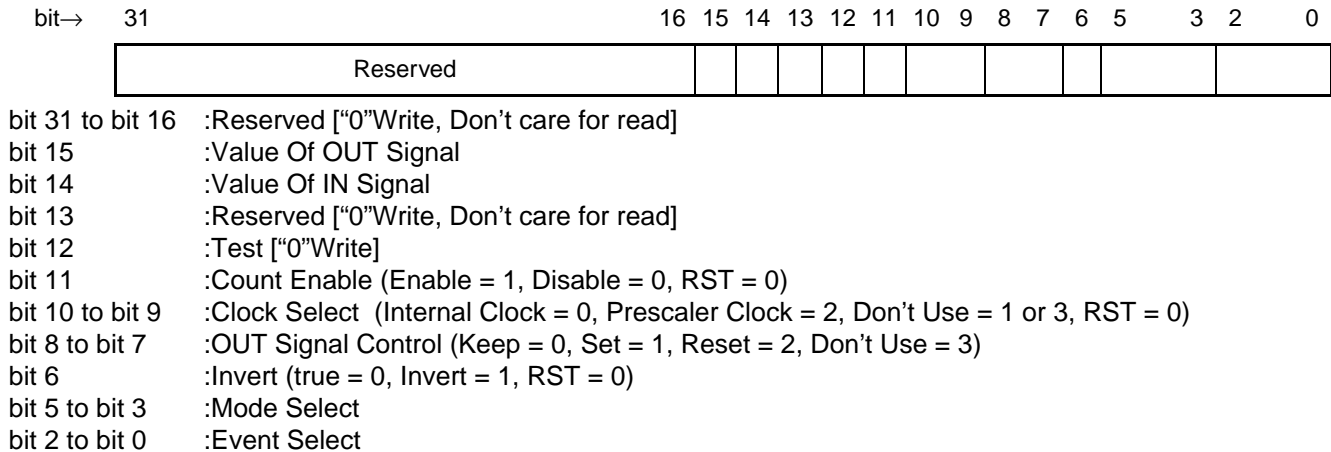 bit→ 31 16 15 14 13 12 11 10 9 8 7 6 5 3 2 0
Reserved
bit 31 to bit 16 :Reserved [“0”Write, Don’t care for read]
bit 15 :Value Of OUT Signal
bit 14 :Value Of IN Signal
bit 13 :Reserved [“0”Write, Don’t care for read]
bit 12 :Test [“0”Write]
bit 11 :Count Enable (Enable = 1, Disable = 0, RST = 0)
bit 10 to bit 9 :Clock Select (Internal Clock = 0, Prescaler Clock = 2, Don’t Use = 1 or 3, RST = 0)
bit 8 to bit 7 :OUT Signal Control (Keep = 0, Set = 1, Reset = 2, Don’t Use = 3)
bit 6 :Invert (true = 0, Invert = 1, RST = 0)
bit 5 to bit 3 :Mode Select
bit 2 to bit 0 :Event Select